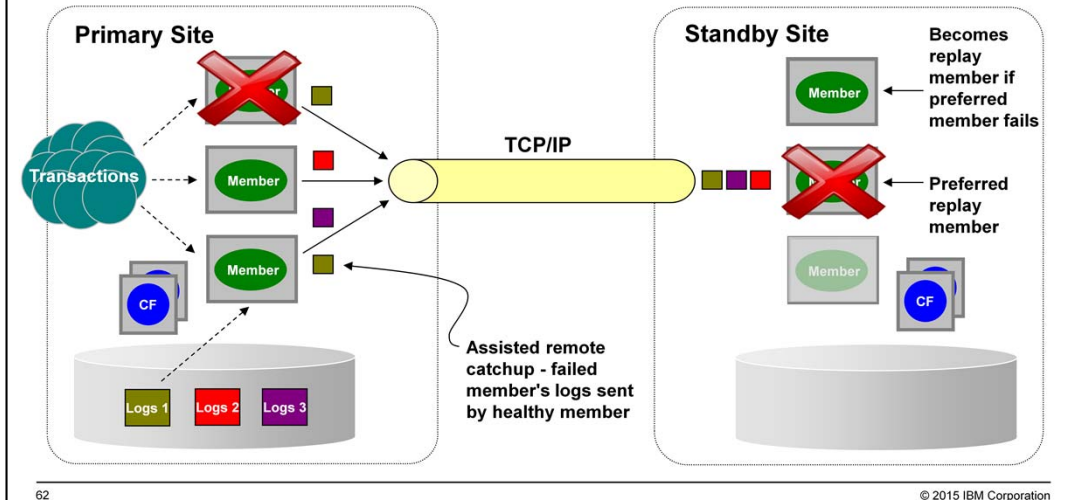 Primary Site
Standby Site
Becomes
replay
member if
preferred
member fails
Member
TCP/IP
Transactions
Member
Preferred
replay
member
Member
Member
CF
CF
Assisted remote
catchup - failed
member's logs sent
by healthy member
Logs 1
Logs 2
Logs 3
62
© 2015 IBM Corporation